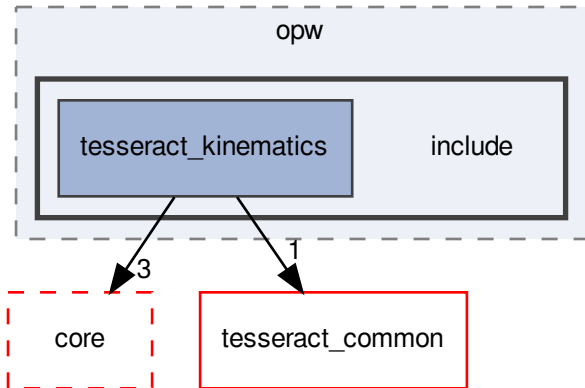 opw
tesseract_kinematics
include
3
1
core
tesseract_common